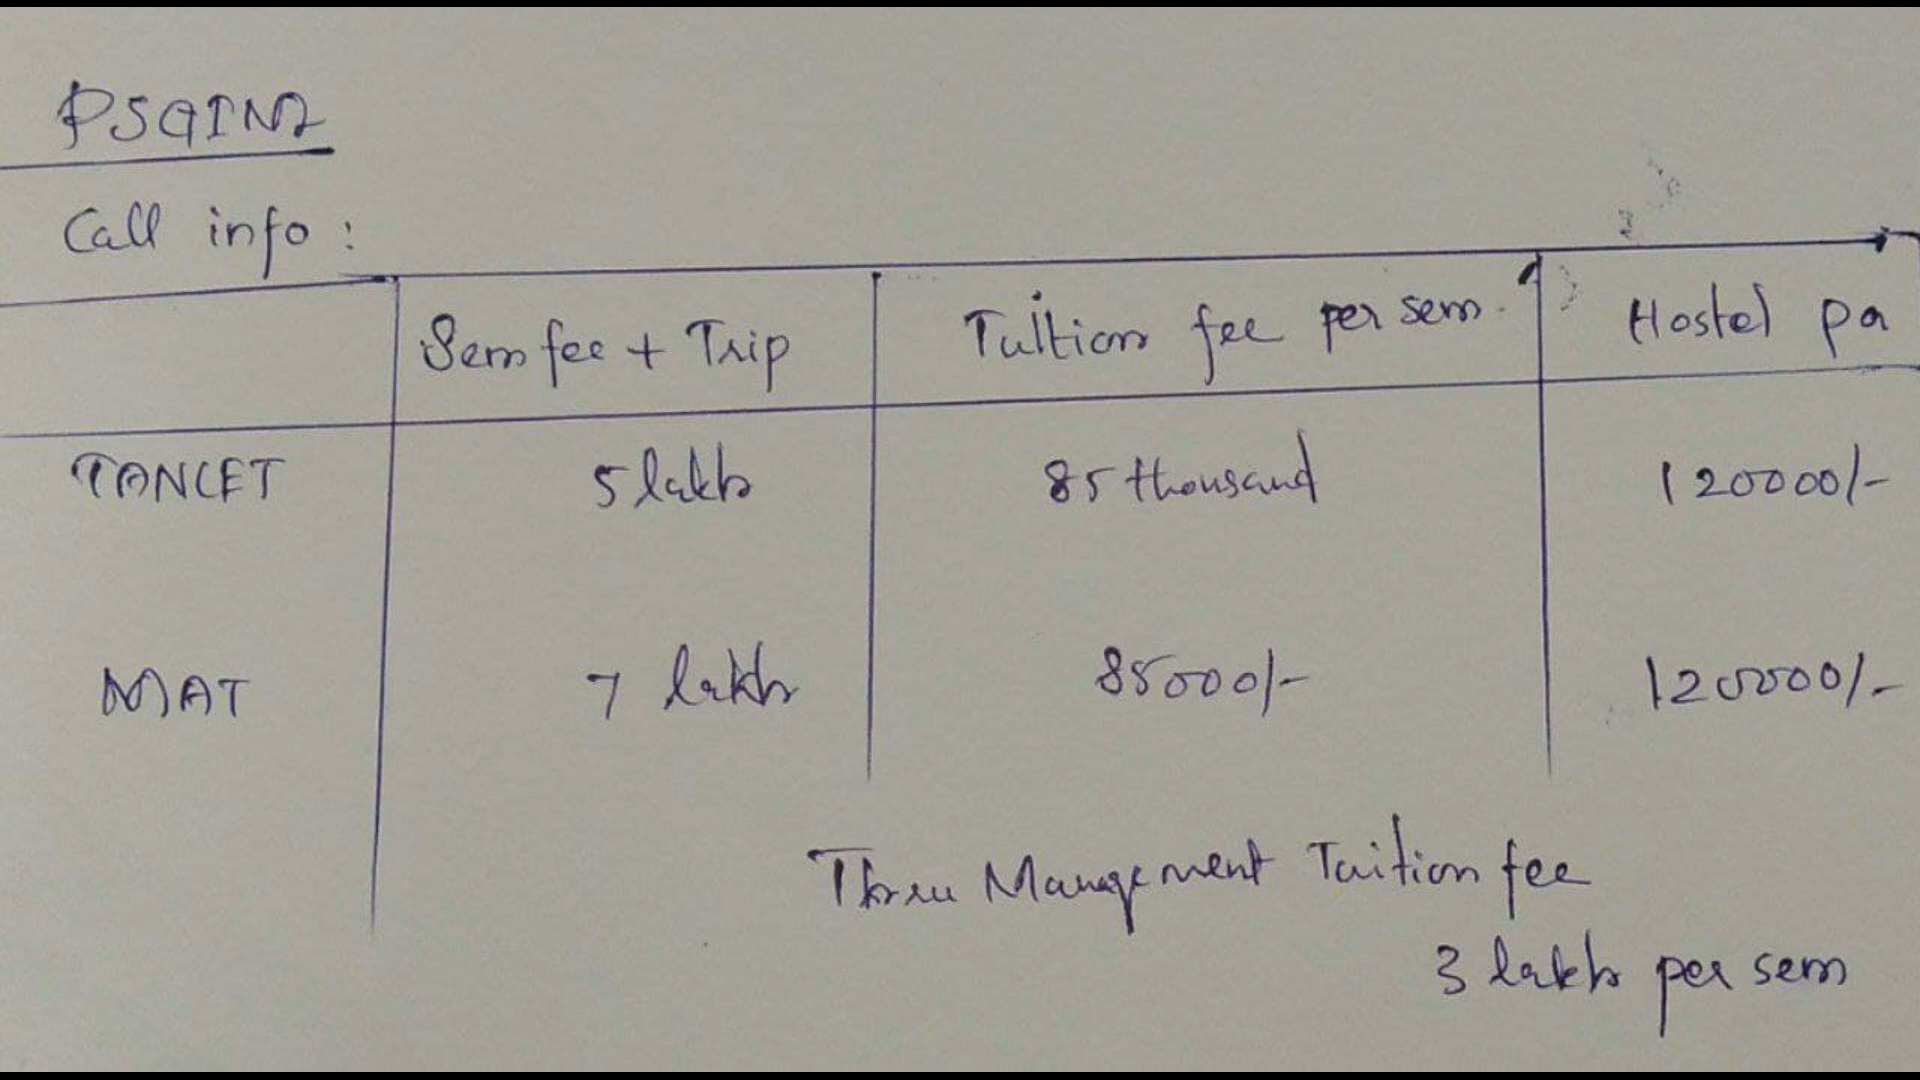 PSGIM
Call info :
Sem fee + Trip Tuition fee per sem. Hostel pa
TANCET 5 lakh 85 thousand 120000/-
MAT 7 lakh 85000/- 120000/-
Thru Management Tuition fee
3 lakh per sem